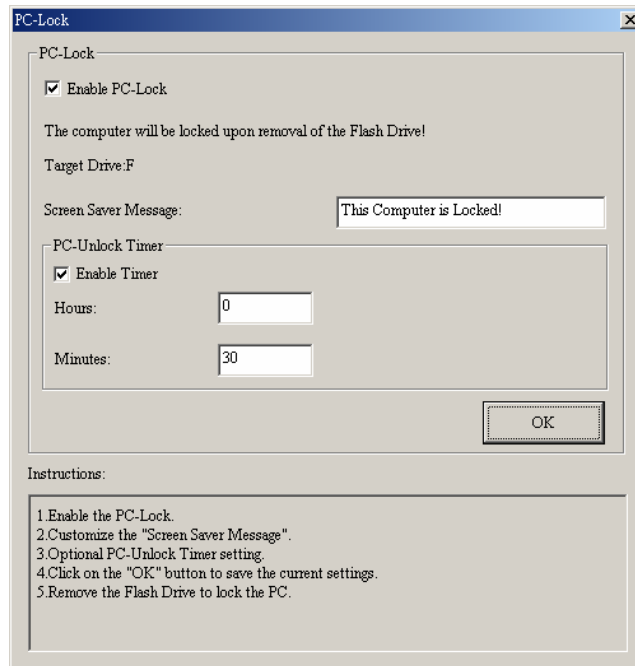 PC-Lock
PC-Lock
Enable PC-Lock
The computer will be locked upon removal of the Flash Drive!
Target Drive:F
Screen Saver Message: This Computer is Locked!
PC-Unlock Timer
Enable Timer
Hours: 0
Minutes: 30
OK
Instructions:
1.Enable the PC-Lock.
2.Customize the "Screen Saver Message".
3.Optional PC-Unlock Timer setting.
4.Click on the "OK" button to save the current settings.
5.Remove the Flash Drive to lock the PC.